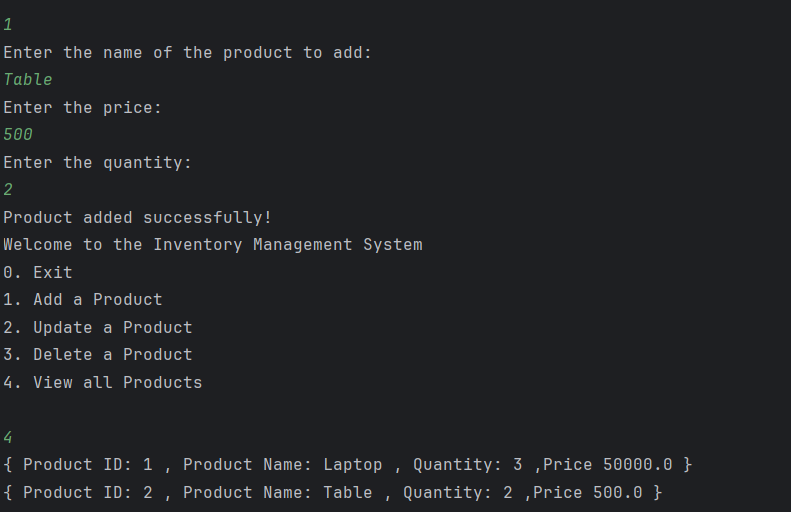 1
Enter the name of the product to add:
Table
Enter the price:
500
Enter the quantity:
2
Product added successfully!
Welcome to the Inventory Management System
0. Exit
1. Add a Product
2. Update a Product
3. Delete a Product
4. View all Products
4
{ Product ID: 1 , Product Name: Laptop , Quantity: 3 ,Price 50000.0 }
{ Product ID: 2 , Product Name: Table , Quantity: 2 ,Price 500.0 }